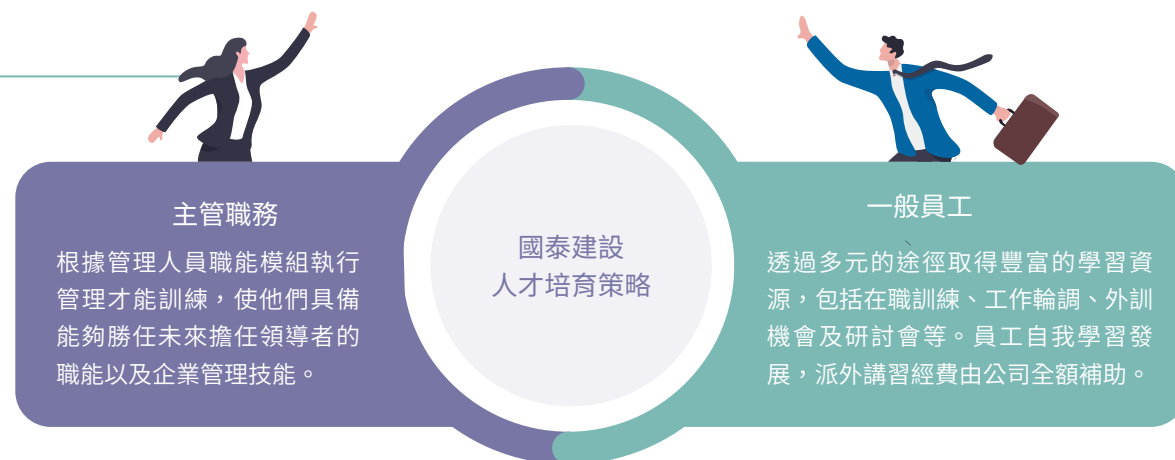 主管職務
根據管理人員職能模組執行
管理才能訓練，使他們具備
能夠勝任未來擔任領導者的
職能以及企業管理技能。
國泰建設
人才培育策略
一般員工
透過多元的途徑取得豐富的學習資
源，包括在職訓練、工作輪調、外訓
機會及研討會等。員工自我學習發
展，派外講習經費由公司全額補助。